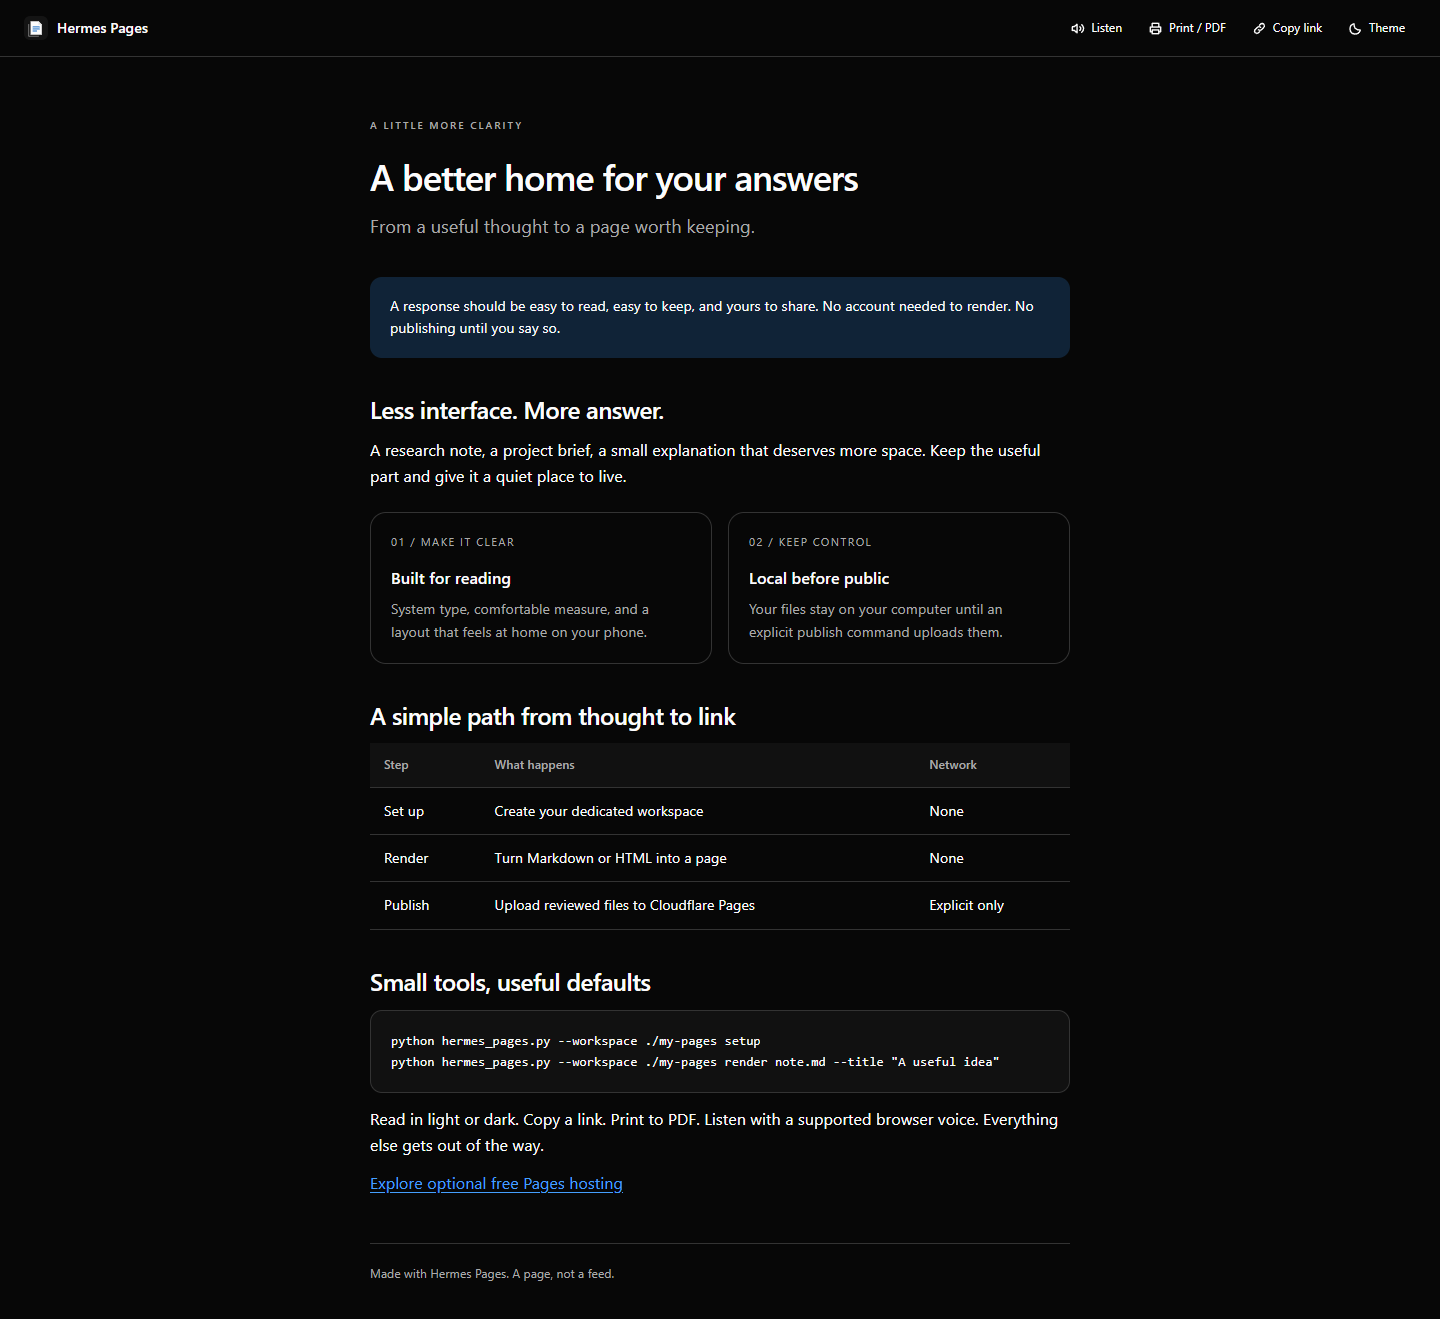 Hermes Pages
Listen
Print / PDF
Copy link
Theme
A LITTLE MORE CLARITY
A better home for your answers
From a useful thought to a page worth keeping.
A response should be easy to read, easy to keep, and yours to share. No account needed to render. No
publishing until you say so.
Less interface. More answer.
A research note, a project brief, a small explanation that deserves more space. Keep the useful
part and give it a quiet place to live.
01 / MAKE IT CLEAR
Built for reading
System type, comfortable measure, and a
layout that feels at home on your phone.
02 / KEEP CONTROL
Local before public
Your files stay on your computer until an
explicit publish command uploads them.
A simple path from thought to link
Step What happens Network
Set up Create your dedicated workspace None
Render Turn Markdown or HTML into a page None
Publish Upload reviewed files to Cloudflare Pages Explicit only
Small tools, useful defaults
python hermes_pages.py --workspace ./my-pages setup
python hermes_pages.py --workspace ./my-pages render note.md --title "A useful idea"
Read in light or dark. Copy a link. Print to PDF. Listen with a supported browser voice. Everything
else gets out of the way.
Explore optional free Pages hosting
Made with Hermes Pages. A page, not a feed.